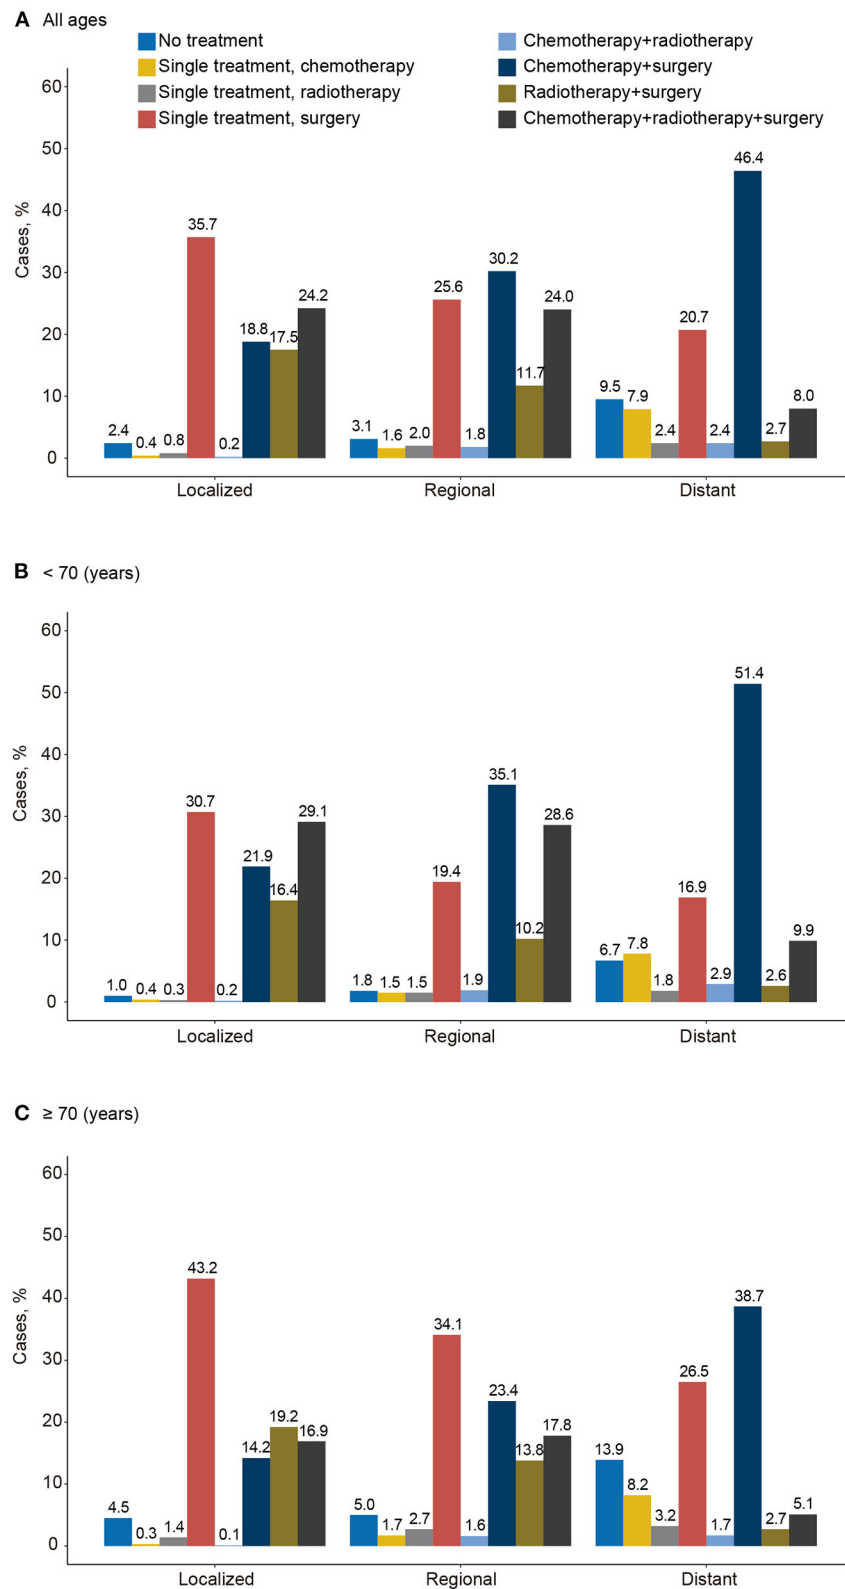 A All ages
No treatment
Single treatment, chemotherapy
Single treatment, radiotherapy
Single treatment, surgery
Chemotherapy+radiotherapy
Chemotherapy+surgery
Radiotherapy+surgery
Chemotherapy+radiotherapy+surgery
Cases, %
60
50
40
30
20
10
0
2.4 0.4 0.8 35.7 0.2 18.8 17.5 24.2
3.1 1.6 2.0 25.6 1.8 30.2 11.7 24.0
9.5 7.9 2.4 20.7 2.4 46.4 2.7 8.0
Localized Regional Distant
B < 70 (years)
Cases, %
60
50
40
30
20
10
0
1.0 0.4 0.3 30.7 0.2 21.9 16.4 29.1
1.8 1.5 1.5 19.4 1.9 35.1 10.2 28.6
6.7 7.8 1.8 16.9 2.9 51.4 2.6 9.9
Localized Regional Distant
C ≥ 70 (years)
Cases, %
60
50
40
30
20
10
0
4.5 0.3 1.4 43.2 0.1 14.2 19.2 16.9
5.0 1.7 2.7 34.1 1.6 23.4 13.8 17.8
13.9 8.2 3.2 26.5 1.7 38.7 2.7 5.1
Localized Regional Distant